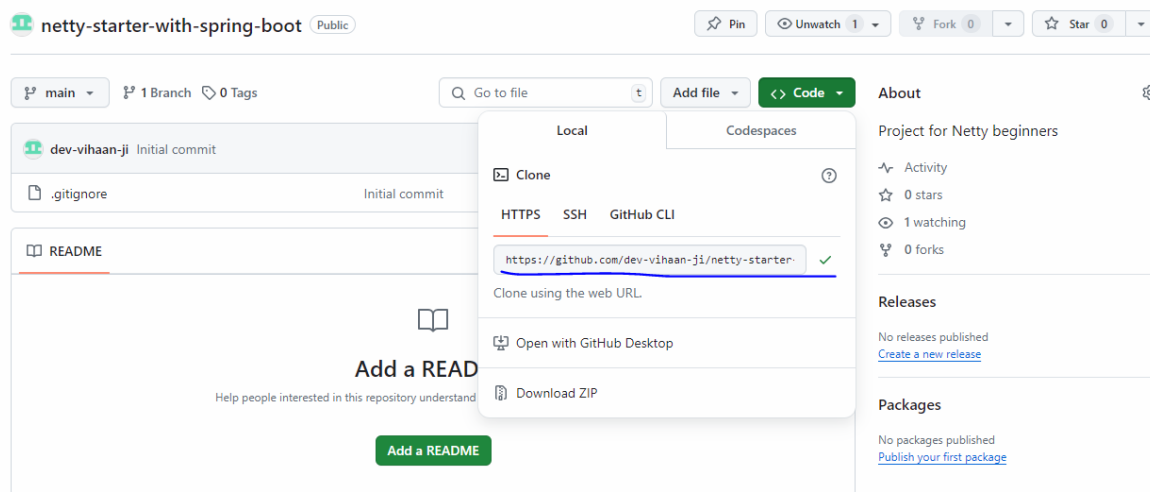 netty-starter-with-spring-boot Public Pin Unwatch 1 Fork 0 Star 0
main 1 Branch 0 Tags Go to file t Add file Code
dev-vihaan-ji Initial commit
.gitignore Initial commit
README
Add a READ
Help people interested in this repository understand
Add a README
Local Codespaces
Clone
HTTPS SSH GitHub CLI
https://github.com/dev-vihaan-ji/netty-starter-
Clone using the web URL.
Open with GitHub Desktop
Download ZIP
About
Project for Netty beginners
Activity
0 stars
1 watching
0 forks
Releases
No releases published
Create a new release
Packages
No packages published
Publish your first package